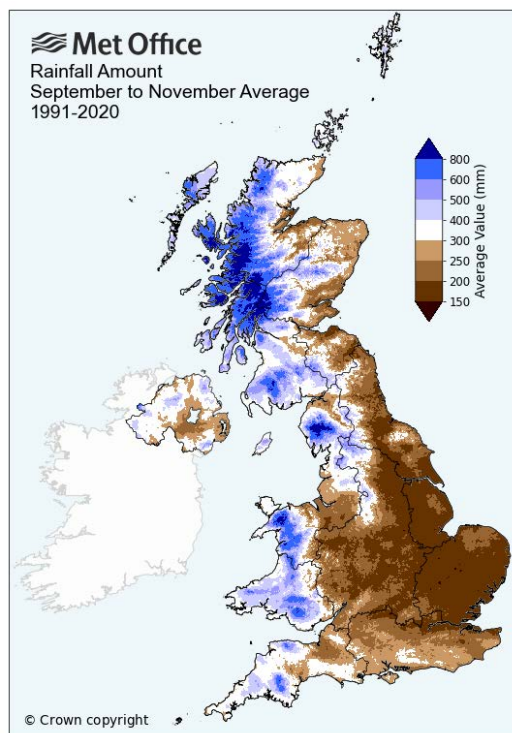 Met Office
Rainfall Amount
September to November Average
1991-2020
800
600
500
400
300
250
200
150
Average Value (mm)
© Crown copyright